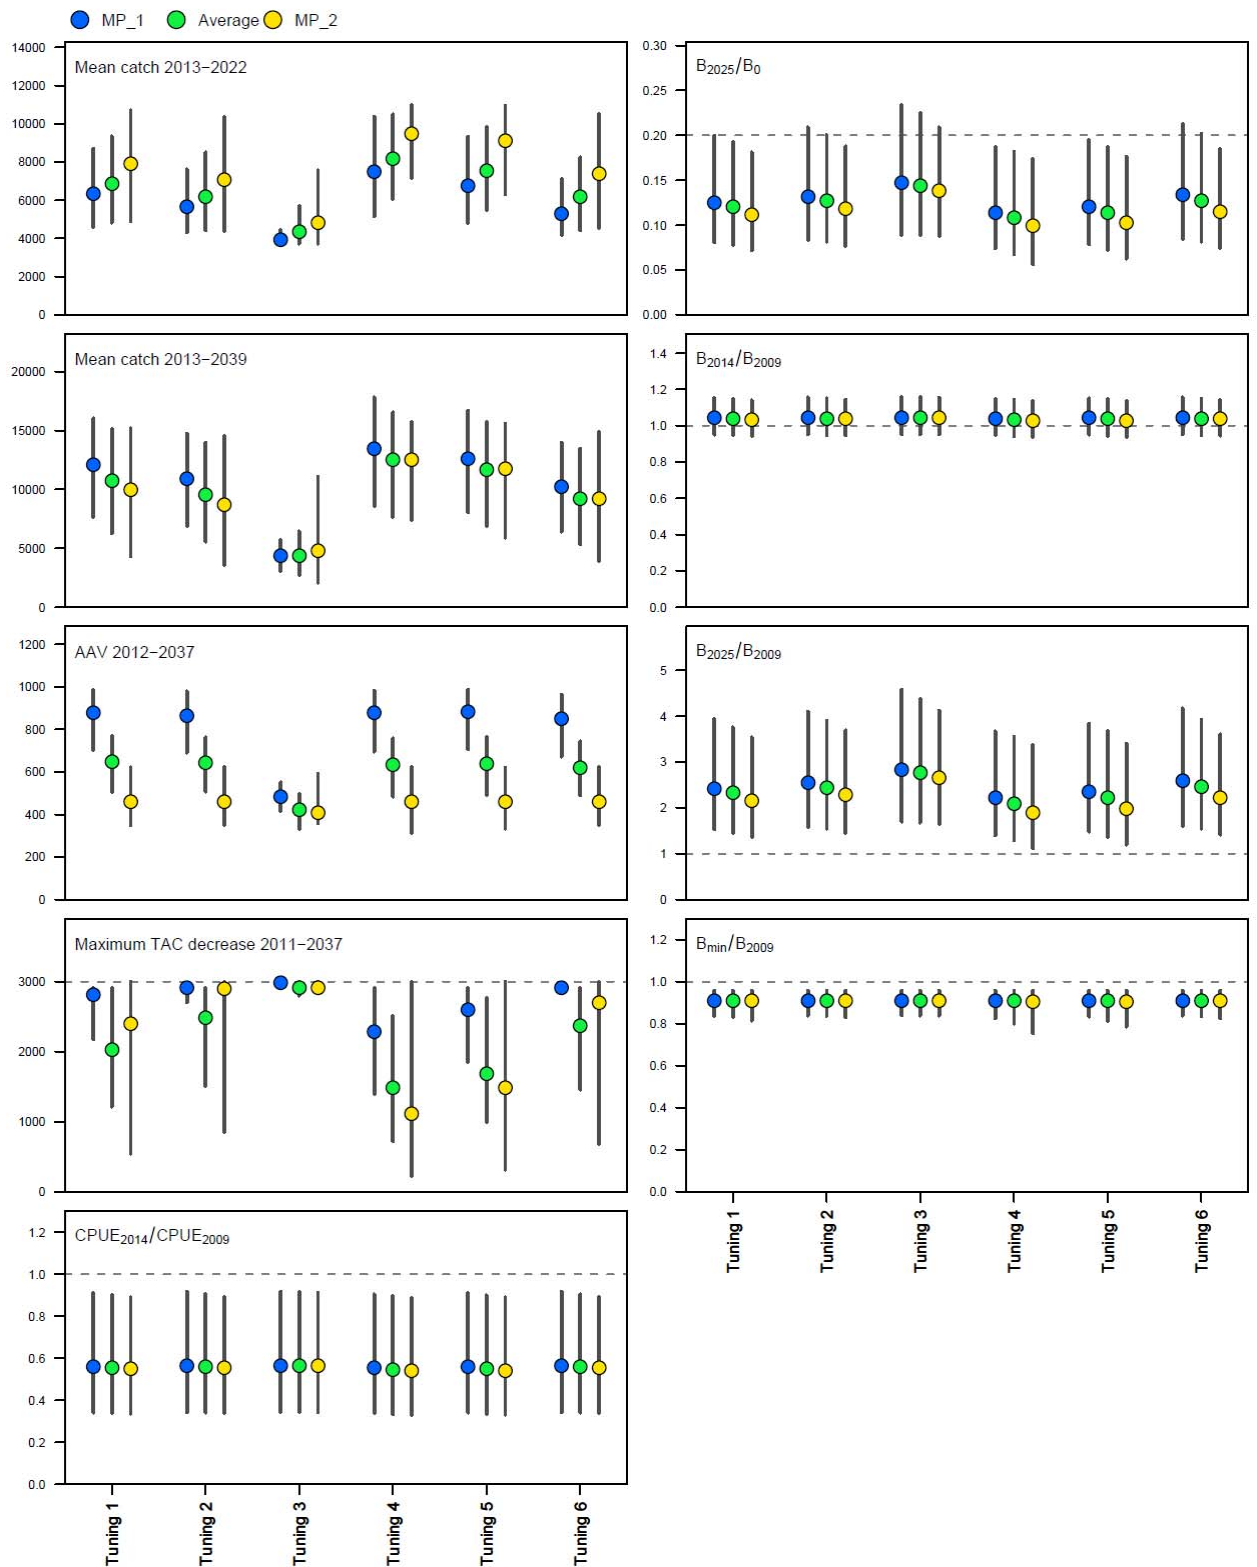 MP_1 Average MP_2
Mean catch 2013−2022
14000
12000
10000
8000
6000
4000
2000
0
B2025/B0
0.30
0.25
0.20
0.15
0.10
0.05
0.00
Mean catch 2013−2039
20000
15000
10000
5000
0
B2014/B2009
1.4
1.2
1.0
0.8
0.6
0.4
0.2
0.0
AAV 2012−2037
1200
1000
800
600
400
200
0
B2025/B2009
5
4
3
2
1
0
Maximum TAC decrease 2011−2037
3000
2000
1000
0
Bmin/B2009
1.2
1.0
0.8
0.6
0.4
0.2
0.0
Tuning 1
Tuning 2
Tuning 3
Tuning 4
Tuning 5
Tuning 6
CPUE2014/CPUE2009
1.2
1.0
0.8
0.6
0.4
0.2
0.0
Tuning 1
Tuning 2
Tuning 3
Tuning 4
Tuning 5
Tuning 6